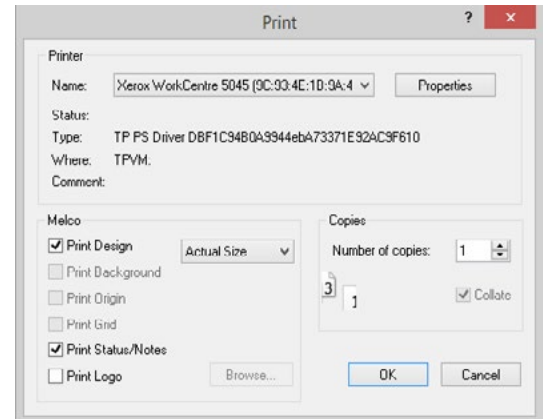 Print
?
Printer
Name: Xerox WorkCentre 5045 (9C:93:4E:1D:9A:4
Properties
Status:
Type: TP PS Driver DBF1C94B0A9944ebA73371E92AC9F610
Where: TPVM.
Comment:
Melco
Print Design
Actual Size
Print Background
Print Origin
Print Grid
Print Status/Notes
Print Logo
Browse...
Copies
Number of copies: 1
3 1
Collate
OK
Cancel